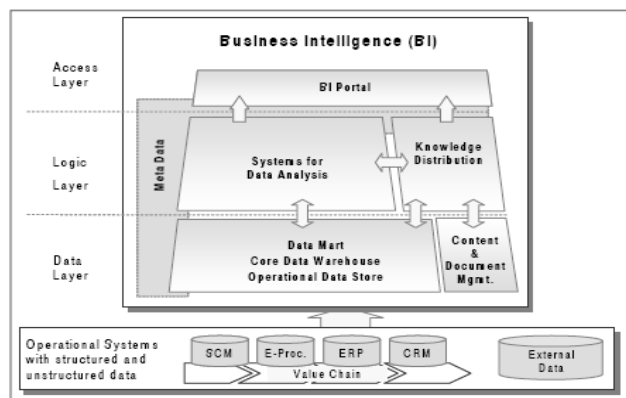 Business Intelligence (BI)
Access
Layer
BI Portal
Meta Data
Logic
Layer
Systems for
Data Analysis
Knowledge
Distribution
Data
Layer
Data Mart
Core Data Warehouse
Operational Data Store
Content
&
Document
Mgmt.
Operational Systems
with structured and
unstructured data
SCM
E-Proc.
ERP
CRM
Value Chain
External
Data